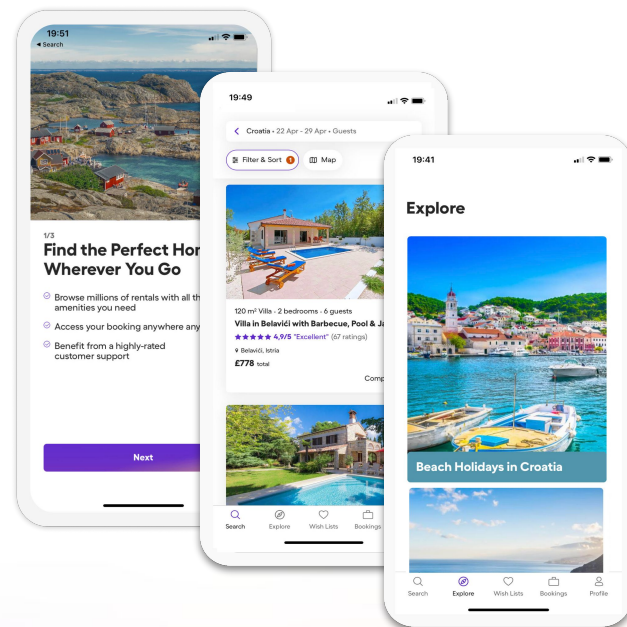 19:51
Search
1/3
Find the Perfect Hor
Wherever You Go
Browse millions of rentals with all th
amenities you need
Access your booking anywhere any
Benefit from a highly-rated
customer support
Next
19:49
Croatia • 22 Apr - 29 Apr • Guests
Filter & Sort 1
Map
120 m² Villa · 2 bedrooms · 6 guests
Villa in Belavići with Barbecue, Pool & Ja
4,9/5 "Excellent" (67 ratings)
Belavići, Istria
£778 total
Comp
Search
Explore
Wish Lists
Bookings
19:41
Explore
Beach Holidays in Croatia
Search
Explore
Wish Lists
Bookings
Profile